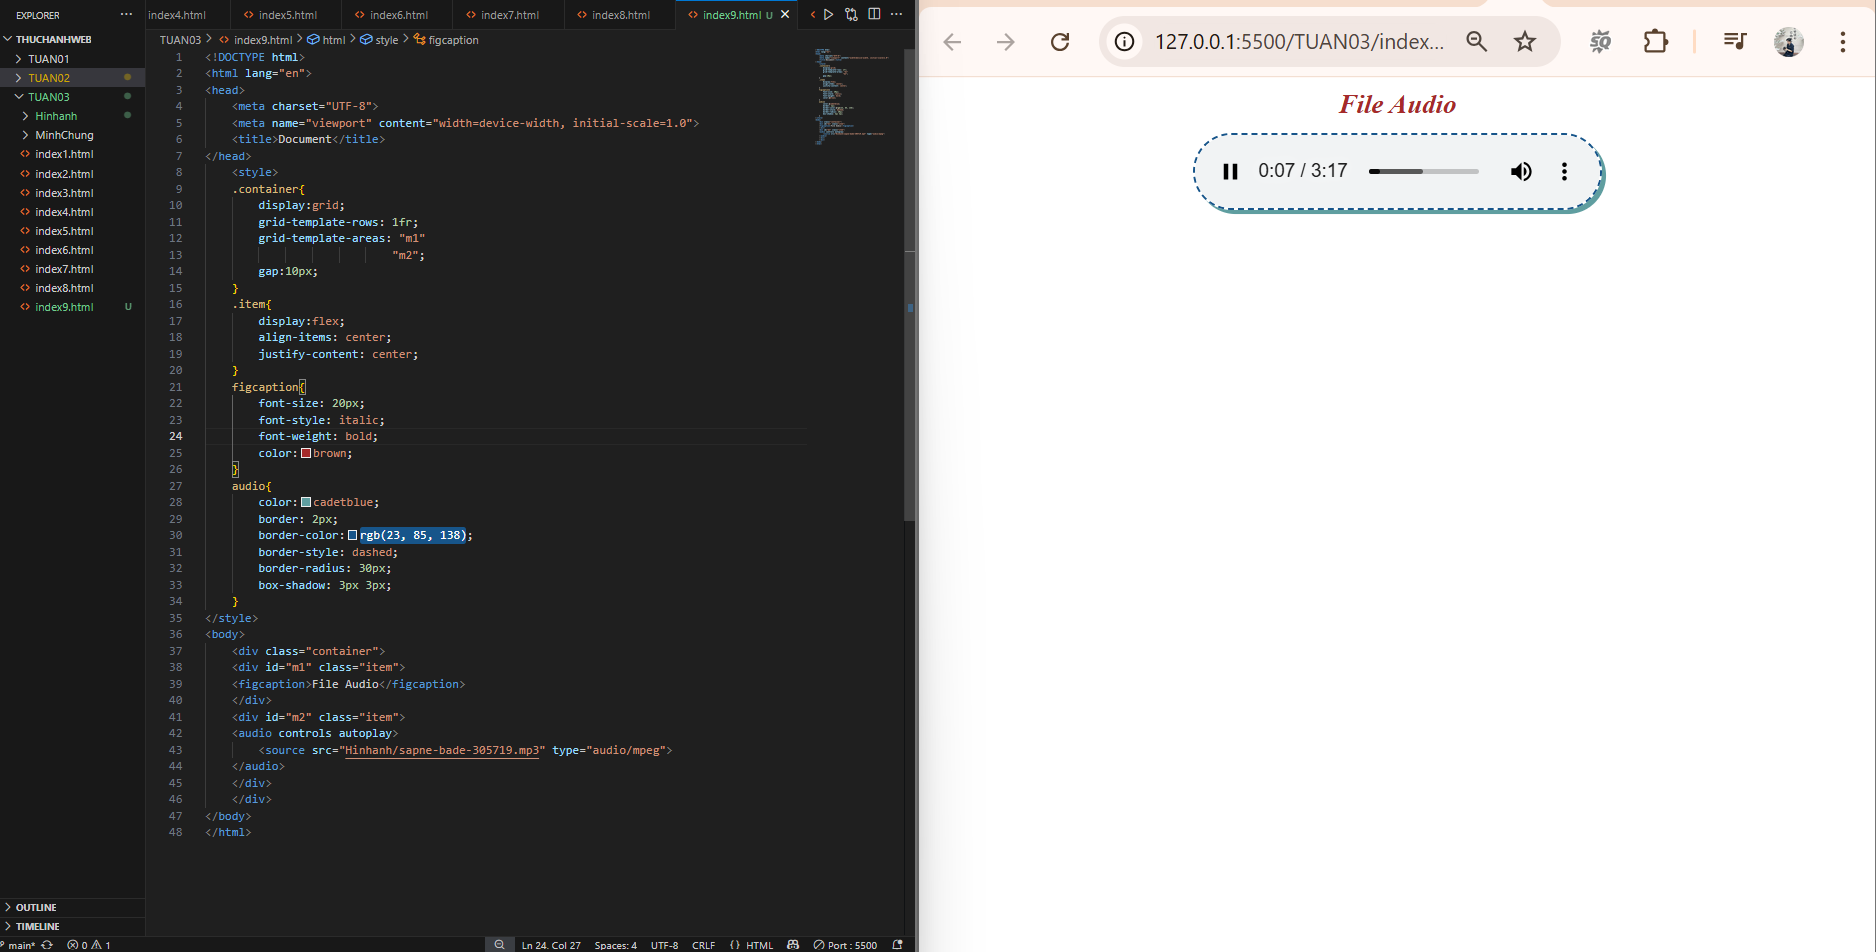 EXPLORER
THUCHANHWEB
TUAN01
TUAN02
TUAN03
Hinhanh
MinhChung
index1.html
index2.html
index3.html
index4.html
index5.html
index6.html
index7.html
index8.html
index9.html U
OUTLINE
TIMELINE
index4.html index5.html index6.html index7.html index8.html index9.html U
TUAN03 > index9.html > html > style > figcaption
1 <!DOCTYPE html>
2 <html lang="en">
3 <head>
4 <meta charset="UTF-8">
5 <meta name="viewport" content="width=device-width, initial-scale=1.0">
6 <title>Document</title>
7 </head>
8 <style>
9 .container{
10 display:grid;
11 grid-template-rows: 1fr;
12 grid-template-areas: "m1"
13 "m2";
14 gap:10px;
15 }
16 .item{
17 display:flex;
18 align-items: center;
19 justify-content: center;
20 }
21 figcaption{
22 font-size: 20px;
23 font-style: italic;
24 font-weight: bold;
25 color: brown;
26 }
27 audio{
28 color: cadetblue;
29 border: 2px;
30 border-color: rgb(23, 85, 138);
31 border-style: dashed;
32 border-radius: 30px;
33 box-shadow: 3px 3px;
34 }
35 </style>
36 <body>
37 <div class="container">
38 <div id="m1" class="item">
39 <figcaption>File Audio</figcaption>
40 </div>
41 <div id="m2" class="item">
42 <audio controls autoplay>
43 <source src="Hinhanh/sapne-bade-305719.mp3" type="audio/mpeg">
44 </audio>
45 </div>
46 </div>
47 </body>
48 </html>
main* 0 1 Ln 24, Col 27 Spaces: 4 UTF-8 CRLF {} HTML Port : 5500
127.0.0.1:5500/TUAN03/index...
File Audio
0:07 / 3:17